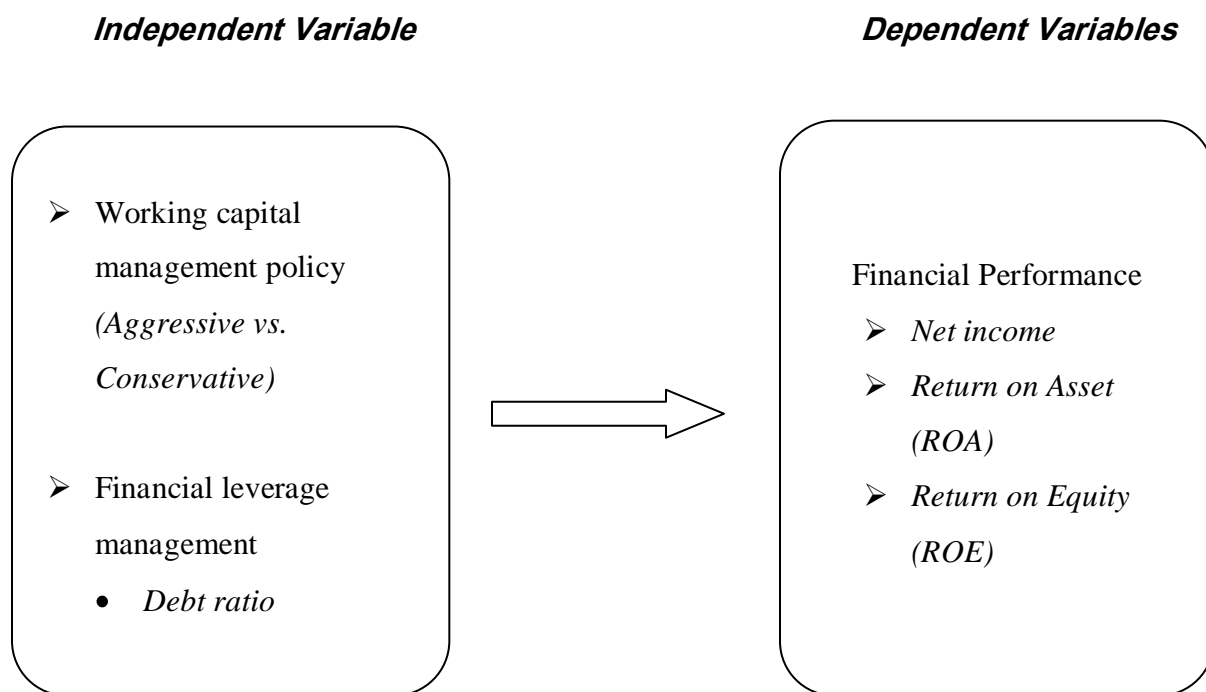 Independent Variable
Dependent Variables
➢ Working capital
management policy
(Aggressive vs.
Conservative)
➢ Financial leverage
management
• Debt ratio
Financial Performance
➢ Net income
➢ Return on Asset
(ROA)
➢ Return on Equity
(ROE)